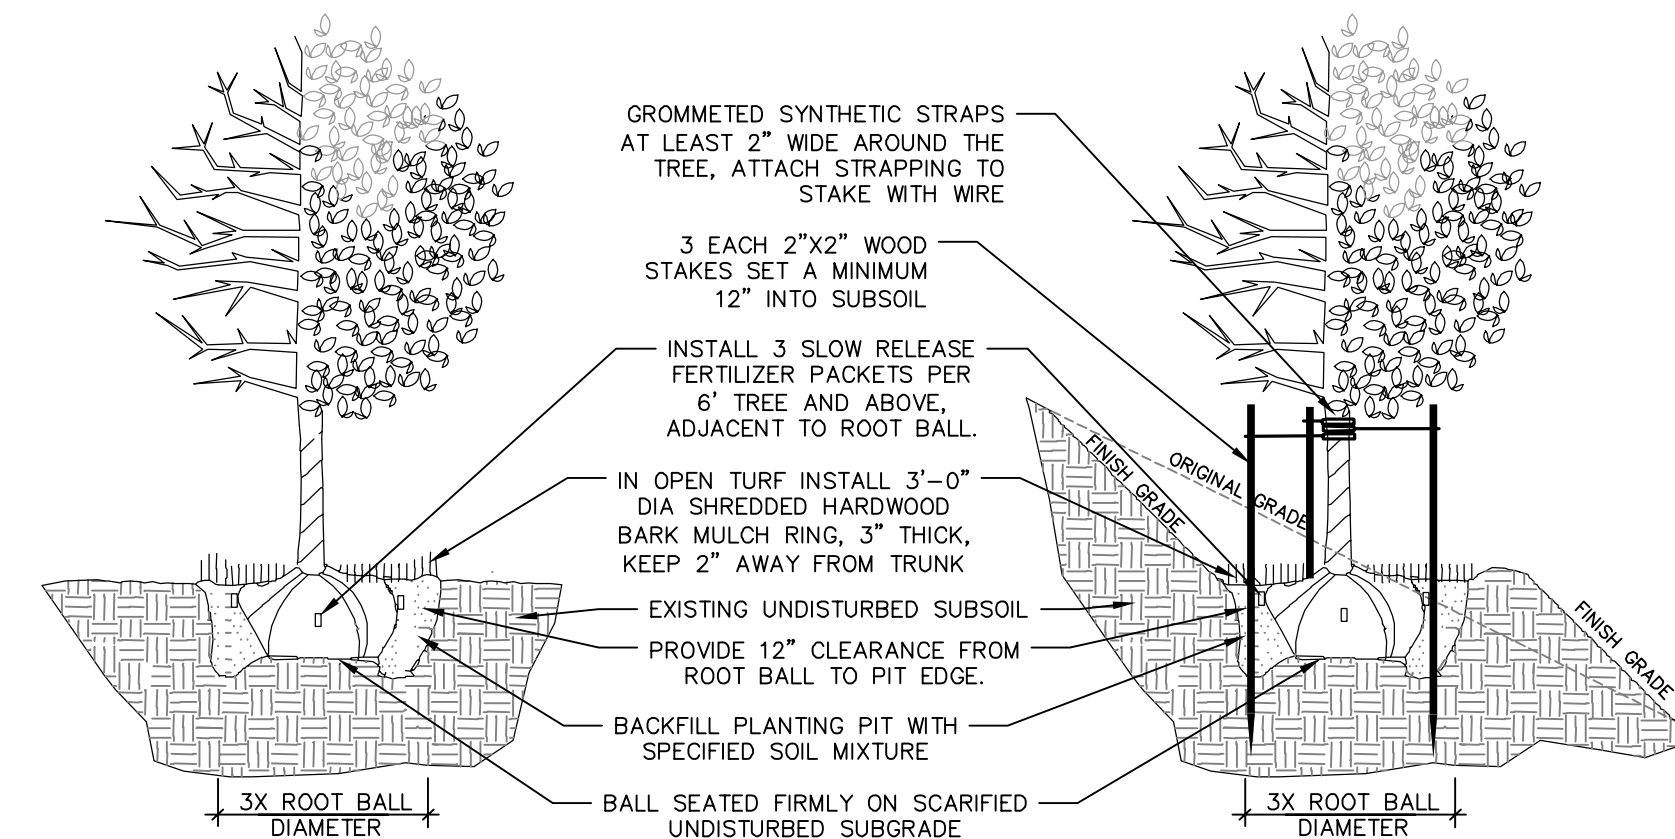 GROMMETED SYNTHETIC STRAPS
AT LEAST 2” WIDE AROUND THE
TREE, ATTACH STRAPPING TO
STAKE WITH WIRE
3 EACH 2”X2” WOOD
STAKES SET A MINIMUM
12” INTO SUBSOIL
INSTALL 3 SLOW RELEASE
FERTILIZER PACKETS PER
6’ TREE AND ABOVE,
ADJACENT TO ROOT BALL.
IN OPEN TURF INSTALL 3’-0”
DIA SHREDDED HARDWOOD
BARK MULCH RING, 3” THICK,
KEEP 2” AWAY FROM TRUNK
EXISTING UNDISTURBED SUBSOIL
PROVIDE 12” CLEARANCE FROM
ROOT BALL TO PIT EDGE.
BACKFILL PLANTING PIT WITH
SPECIFIED SOIL MIXTURE
BALL SEATED FIRMLY ON SCARIFIED
UNDISTURBED SUBGRADE
3X ROOT BALL
DIAMETER
FINISH GRADE
ORIGINAL GRADE
FINISH GRADE
3X ROOT BALL
DIAMETER